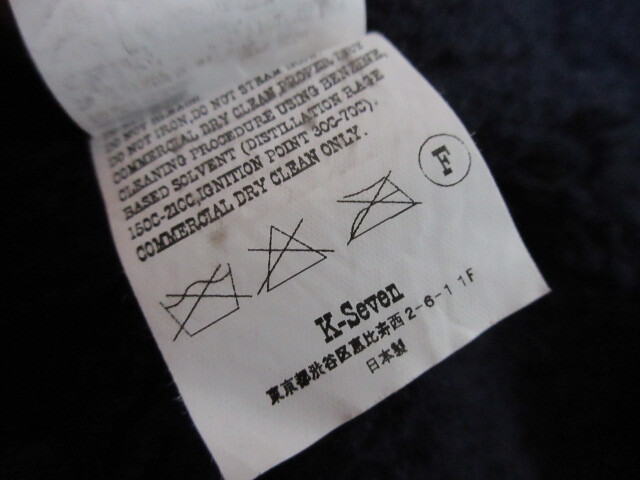 DO NOT IRON, DO NOT STEAM
COMMERCIAL DRY CLEAN PROPER
CLEANING PROCEDURE USING BENZINE,
BASED SOLVENT (DISTILLATION RAGE
150C-210C, IGNITION POINT 30C-70C).
COMMERCIAL DRY CLEAN ONLY.
F
K-Seven
東京都渋谷区恵比寿西2-6-1 1F
日本製